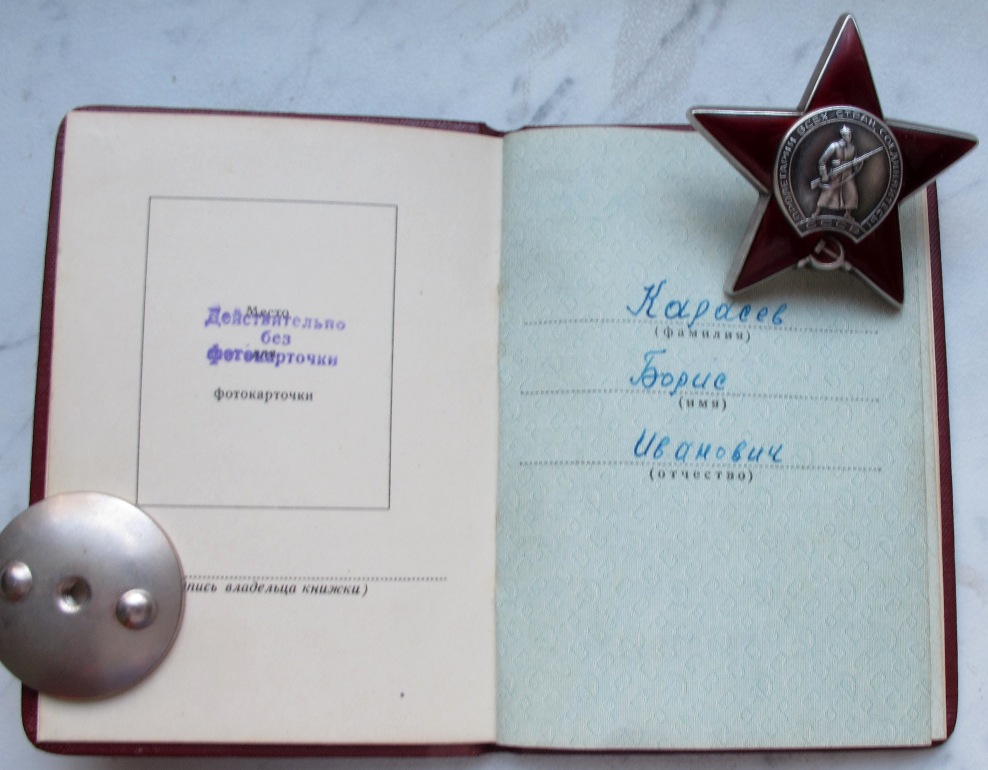 Место
Действительно
без
фотокарточки
для
фотокарточки
пись владельца книжки)
ПРОЛЕТАРИИ ВСЕХ СТРАН СОЕДИНЯЙТЕСЬ!
СССР
Карасев
(фамилия)
Борис
(имя)
Иванович
(отчество)